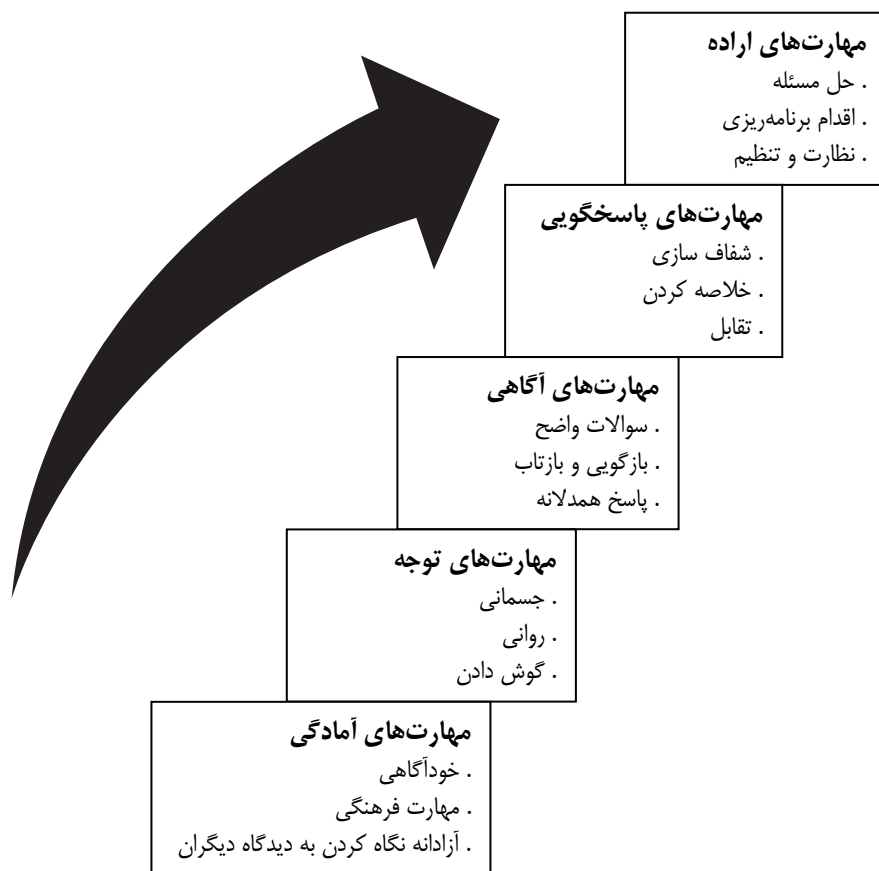 مهارت‌های اراده
. حل مسئله
. اقدام برنامه‌ریزی
. نظارت و تنظیم
مهارت‌های پاسخگویی
. شفاف سازی
. خلاصه کردن
. تقابل
مهارت‌های آگاهی
. سوالات واضح
. بازگویی و بازتاب
. پاسخ همدلانه
مهارت‌های توجه
. جسمانی
. روانی
. گوش دادن
مهارت‌های آمادگی
. خودآگاهی
. مهارت فرهنگی
. آزادانه نگاه کردن به دیدگاه دیگران